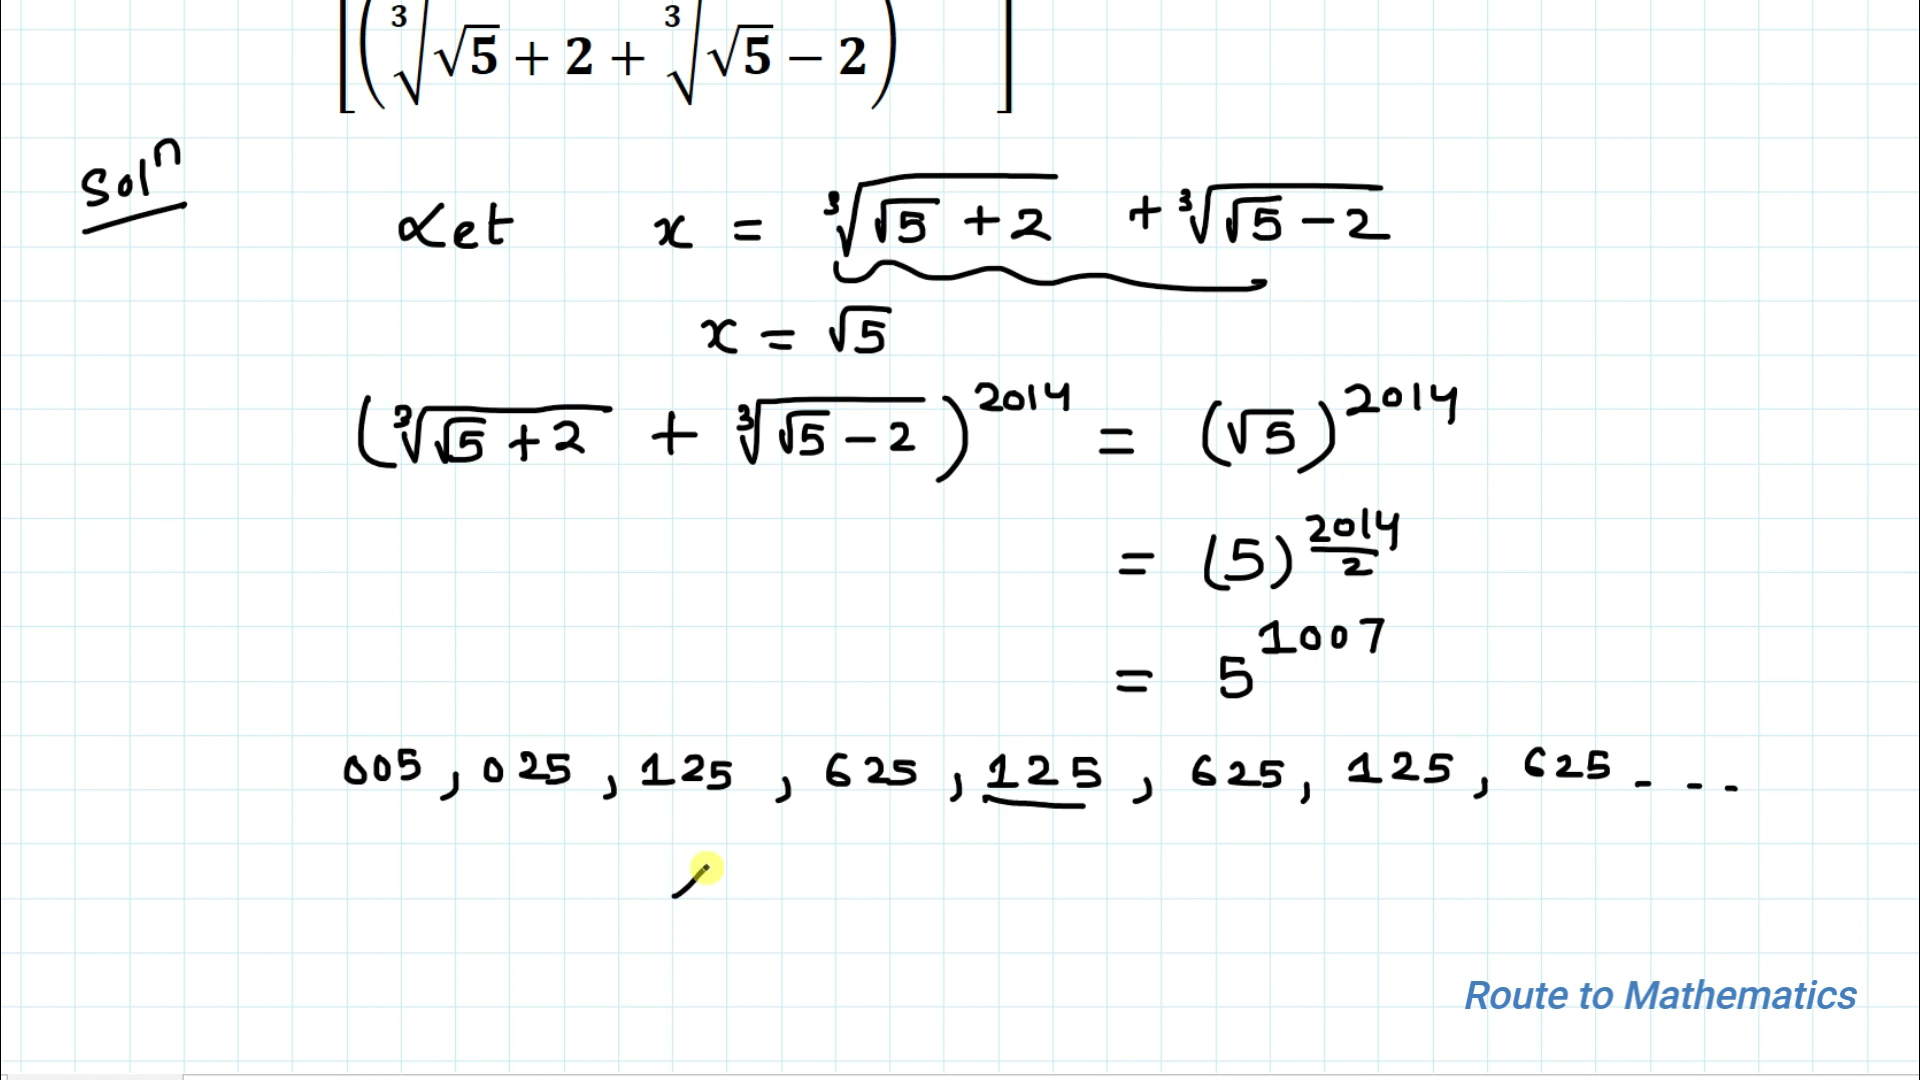 [(∛(√5 + 2) + ∛(√5 − 2)) ]
Solⁿ
Let x = ∛(√5 + 2) + ∛(√5 − 2)
x = √5
(∛(√5 + 2) + ∛(√5 − 2))^2014 = (√5)^2014
= (5)^(2014/2)
= 5^1007
005, 025, 125, 625, 125, 625, 125, 625 - - -
Route to Mathematics